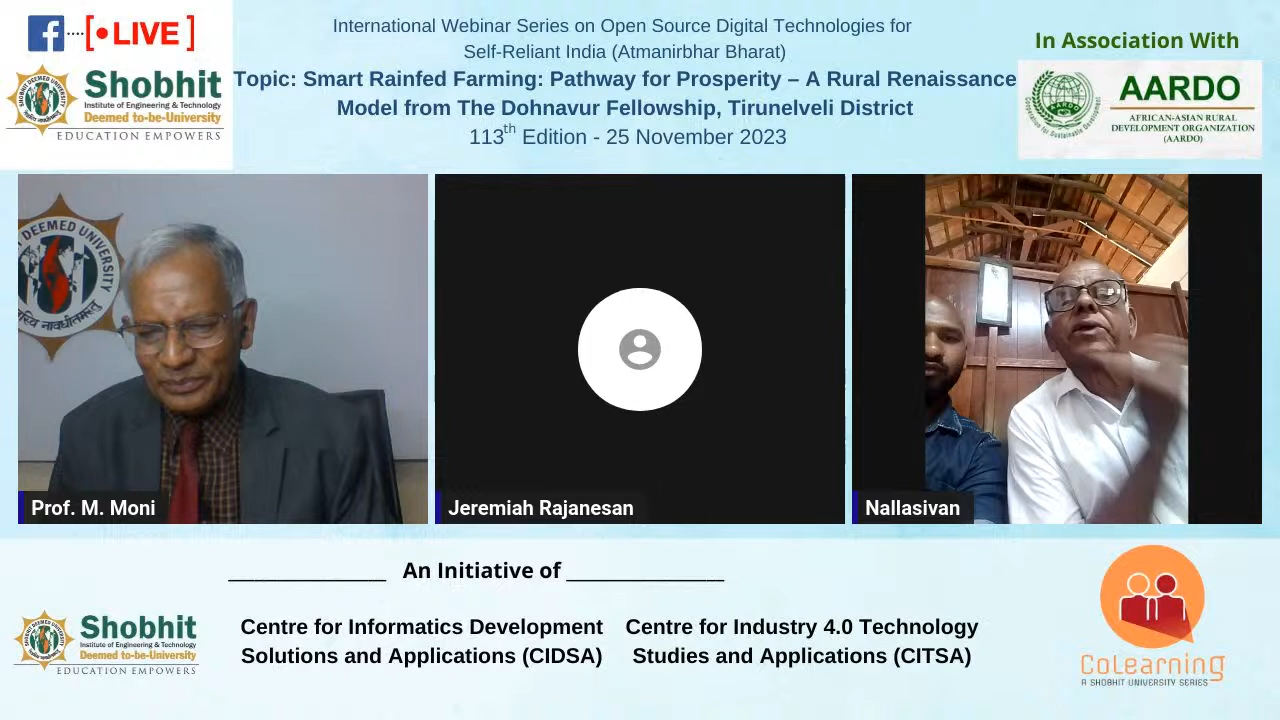 LIVE
Shobhit
Institute of Engineering & Technology
Deemed to-be-University
EDUCATION EMPOWERS
International Webinar Series on Open Source Digital Technologies for
Self-Reliant India (Atmanirbhar Bharat)
Topic: Smart Rainfed Farming: Pathway for Prosperity – A Rural Renaissance
Model from The Dohnavur Fellowship, Tirunelveli District
113th Edition - 25 November 2023
In Association With
AARDO
AFRICAN-ASIAN RURAL
DEVELOPMENT ORGANIZATION
(AARDO)
DEEMED UNIVERSITY
Prof. M. Moni
Jeremiah Rajanesan
Nallasivan
An Initiative of
Shobhit
Institute of Engineering & Technology
Deemed to-be-University
EDUCATION EMPOWERS
Centre for Informatics Development
Solutions and Applications (CIDSA)
Centre for Industry 4.0 Technology
Studies and Applications (CITSA)
CoLearning
A SHOBHIT UNIVERSITY SERIES